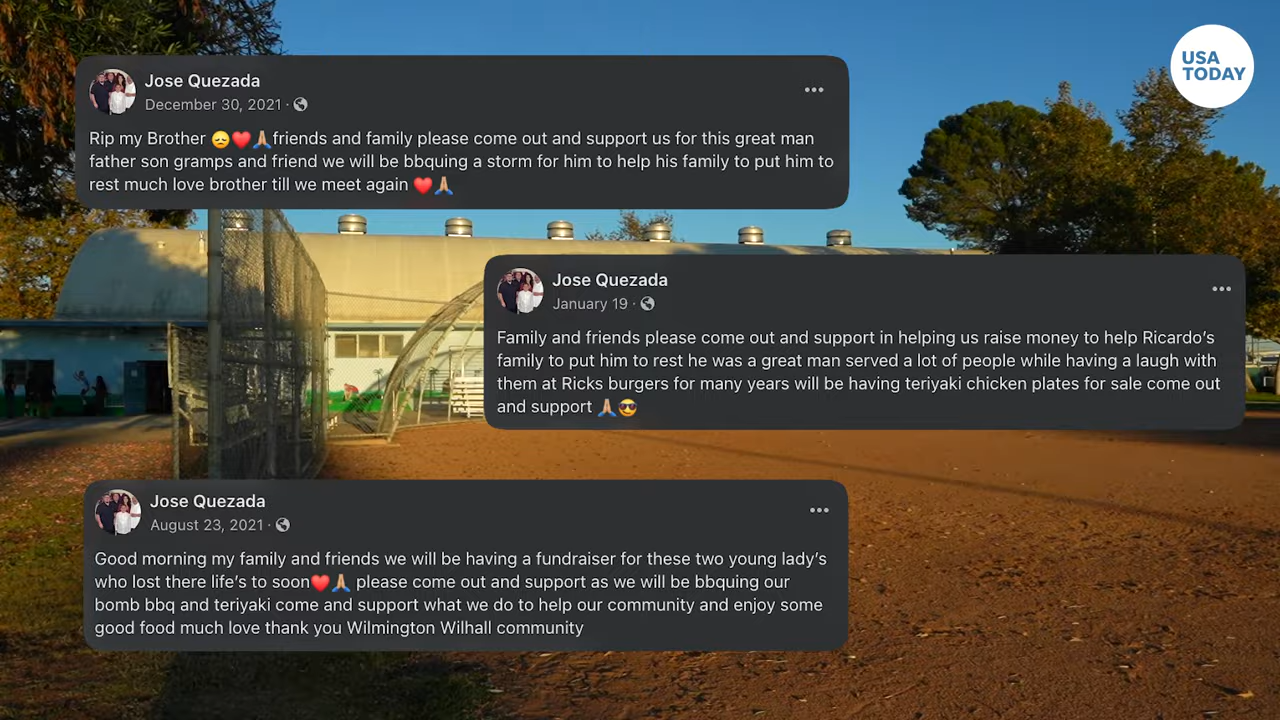 USA
TODAY
Jose Quezada
December 30, 2021 ·
Rip my Brother 😞❤️🙏🏼friends and family please come out and support us for this great man
father son gramps and friend we will be bbquing a storm for him to help his family to put him to
rest much love brother till we meet again ❤️🙏🏼
Jose Quezada
January 19 ·
Family and friends please come out and support in helping us raise money to help Ricardo’s
family to put him to rest he was a great man served a lot of people while having a laugh with
them at Ricks burgers for many years will be having teriyaki chicken plates for sale come out
and support 🙏🏼😎
Jose Quezada
August 23, 2021 ·
Good morning my family and friends we will be having a fundraiser for these two young lady’s
who lost there life’s to soon❤️🙏🏼 please come out and support as we will be bbquing our
bomb bbq and teriyaki come and support what we do to help our community and enjoy some
good food much love thank you Wilmington Wilhall community